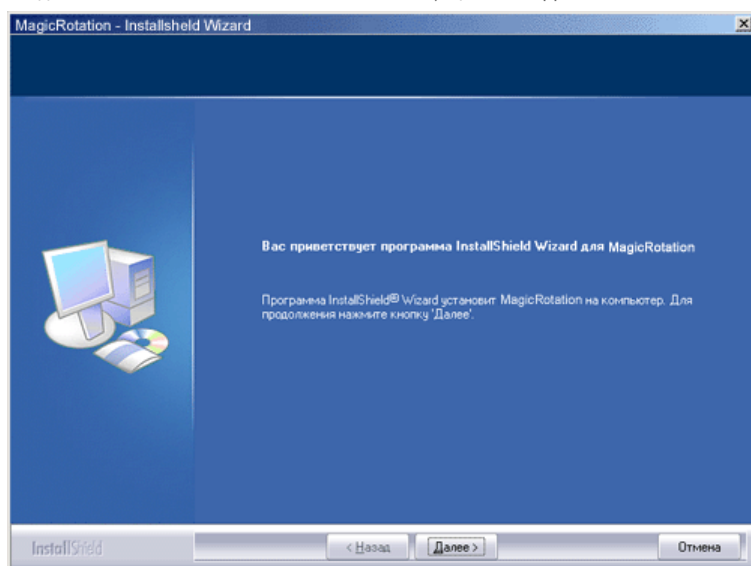 MagicRotation - Installsheld Wizard
Вас приветствует программа InstallShield Wizard для MagicRotation
Программа InstallShield® Wizard установит MagicRotation на компьютер. Для
продолжения нажмите кнопку 'Далее'.
InstallShield
< Назад
Далее >
Отмена